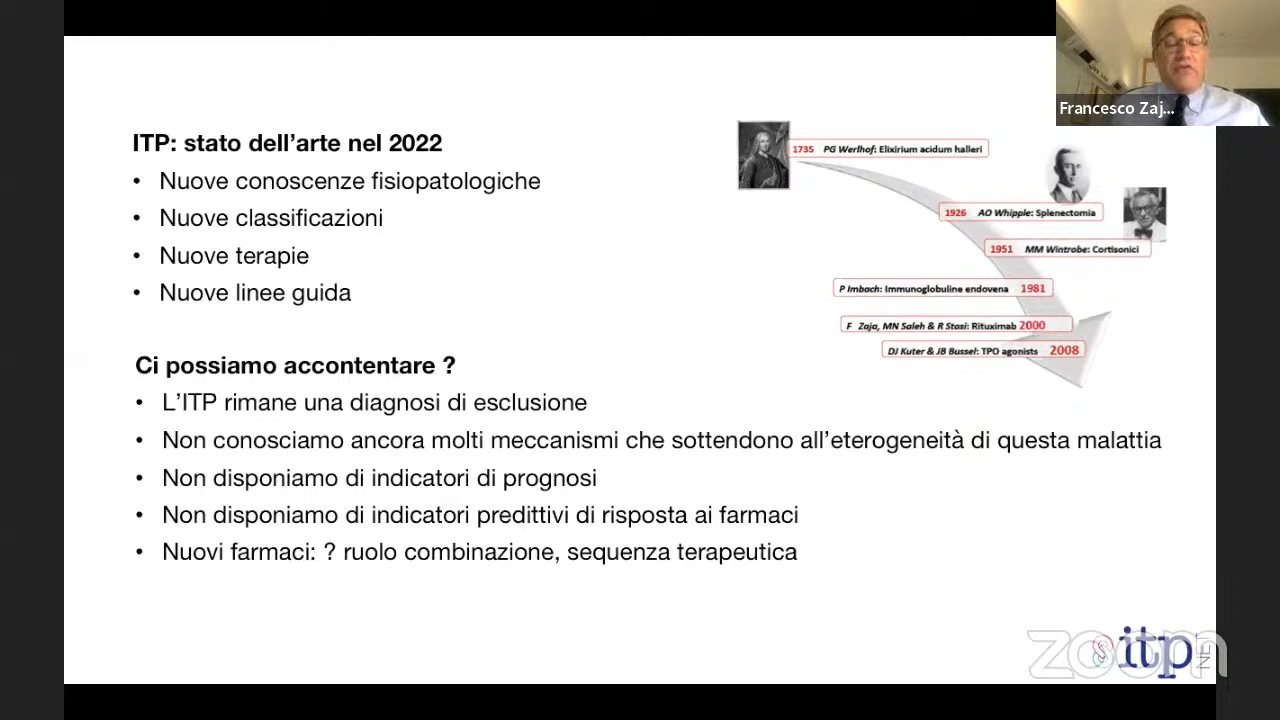 Francesco Zaj...
ITP: stato dell’arte nel 2022
• Nuove conoscenze fisiopatologiche
• Nuove classificazioni
• Nuove terapie
• Nuove linee guida
1735 PG Werlhof: Elixirium acidum halleri
1926 AO Whipple: Splenectomia
1951 MM Wintrobe: Cortisonici
P Imbach: Immunoglobuline endovena 1981
F Zaja, MN Saleh & R Stasi: Rituximab 2000
DJ Kuter & JB Bussel: TPO agonists 2008
Ci possiamo accontentare ?
• L’ITP rimane una diagnosi di esclusione
• Non conosciamo ancora molti meccanismi che sottendono all’eterogeneità di questa malattia
• Non disponiamo di indicatori di prognosi
• Non disponiamo di indicatori predittivi di risposta ai farmaci
• Nuovi farmaci: ? ruolo combinazione, sequenza terapeutica
zoom
itp
NET